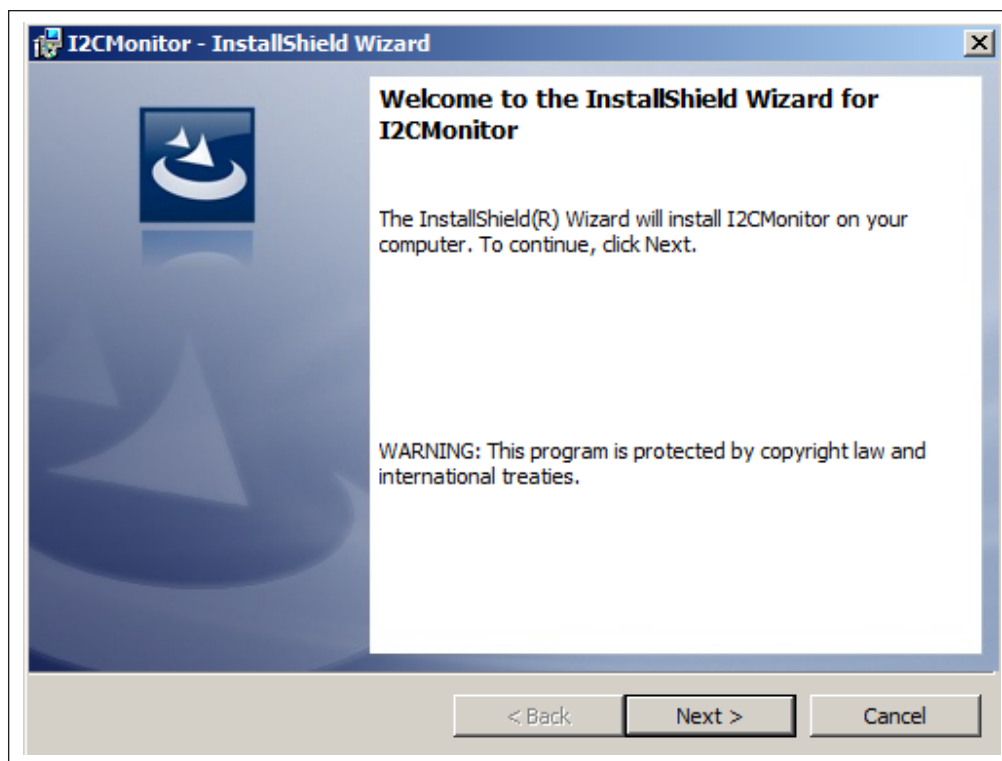 I2CMonitor - InstallShield Wizard
Welcome to the InstallShield Wizard for
I2CMonitor
The InstallShield(R) Wizard will install I2CMonitor on your
computer. To continue, click Next.
WARNING: This program is protected by copyright law and
international treaties.
< Back
Next >
Cancel